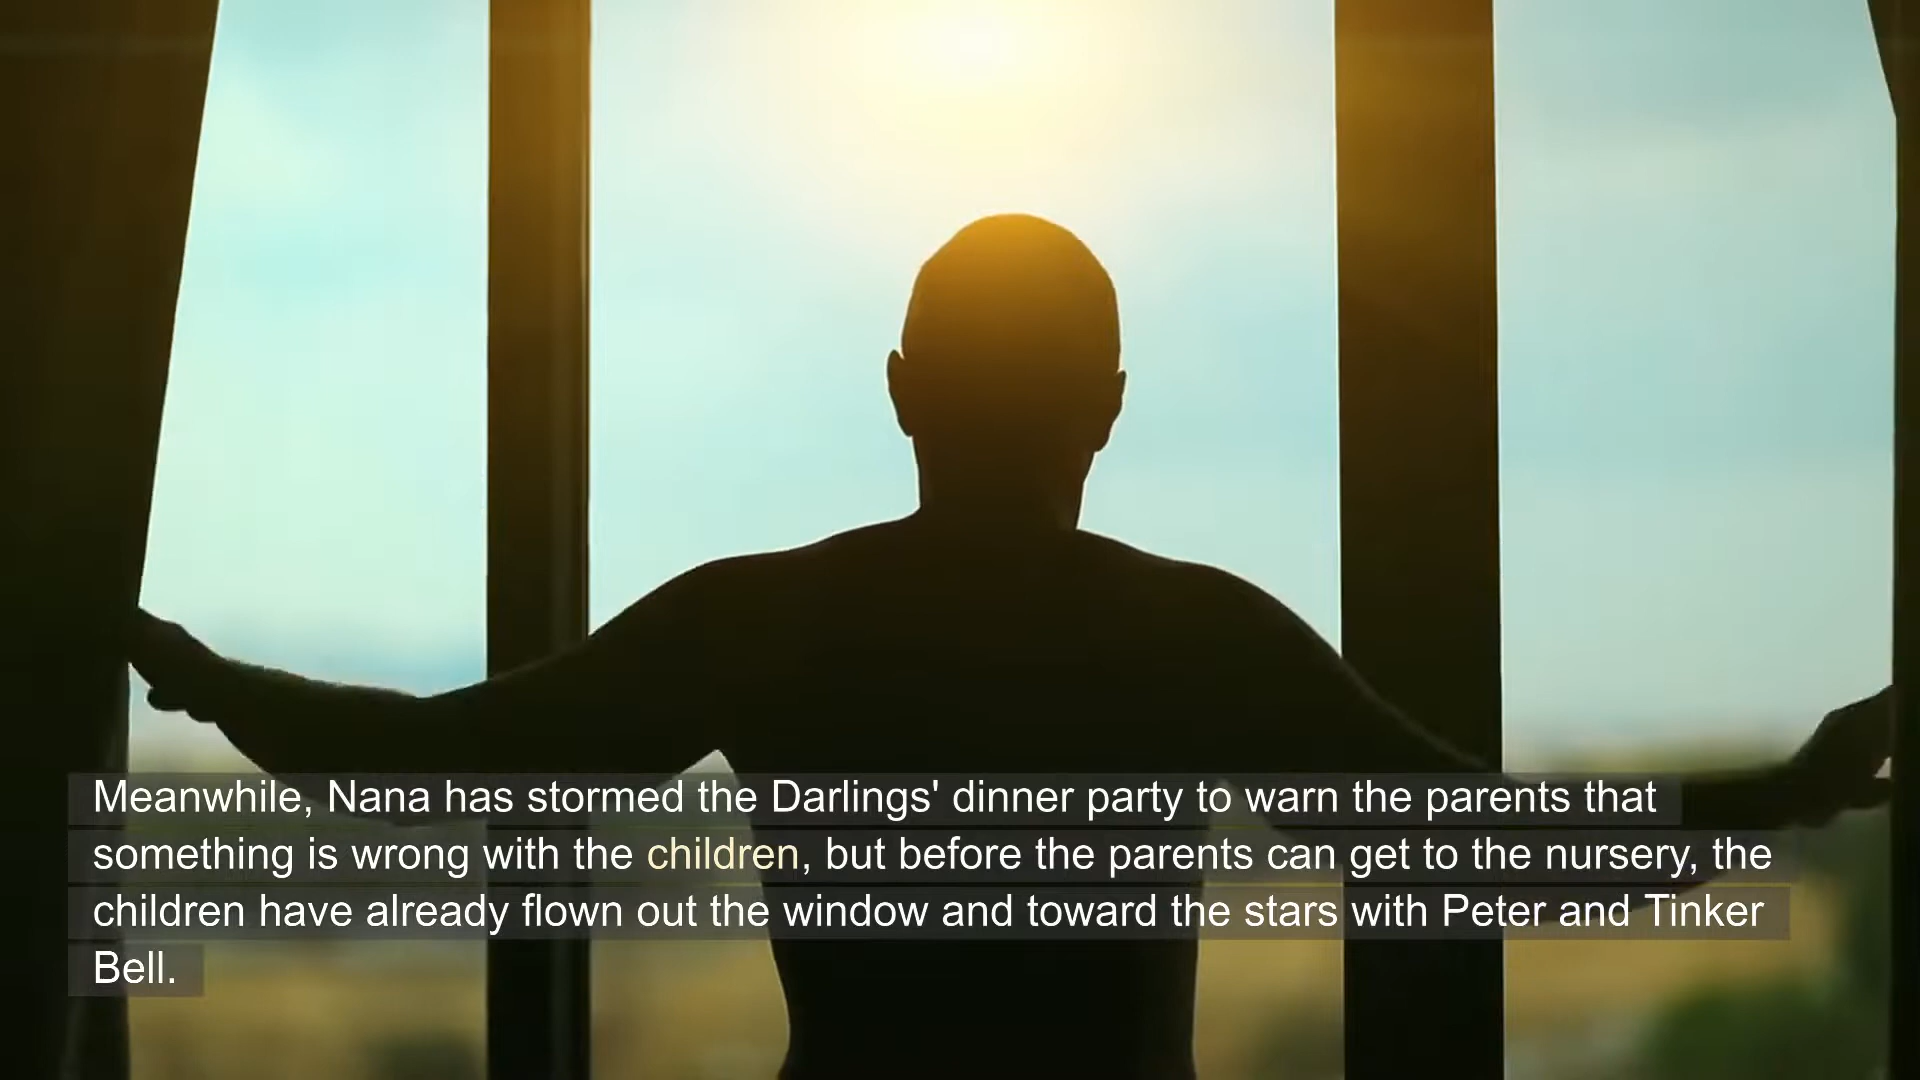 Meanwhile, Nana has stormed the Darlings' dinner party to warn the parents that
something is wrong with the children, but before the parents can get to the nursery, the
children have already flown out the window and toward the stars with Peter and Tinker
Bell.